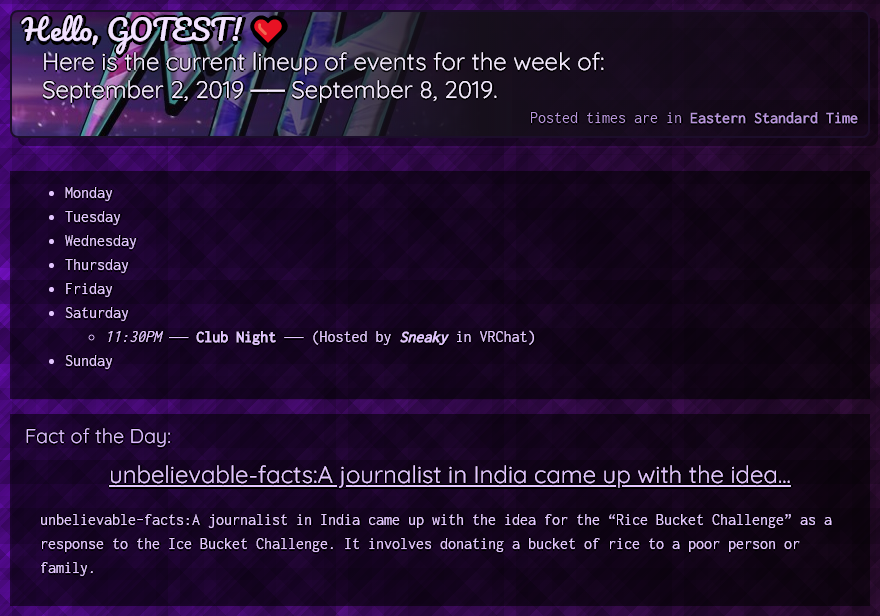 Hello, GOTEST! ❤
Here is the current lineup of events for the week of:
September 2, 2019 —— September 8, 2019.
Posted times are in Eastern Standard Time
• Monday
• Tuesday
• Wednesday
• Thursday
• Friday
• Saturday
◦ 11:30PM —— Club Night —— (Hosted by Sneaky in VRChat)
• Sunday
Fact of the Day:
unbelievable-facts:A journalist in India came up with the idea...
unbelievable-facts:A journalist in India came up with the idea for the “Rice Bucket Challenge” as a
response to the Ice Bucket Challenge. It involves donating a bucket of rice to a poor person or
family.